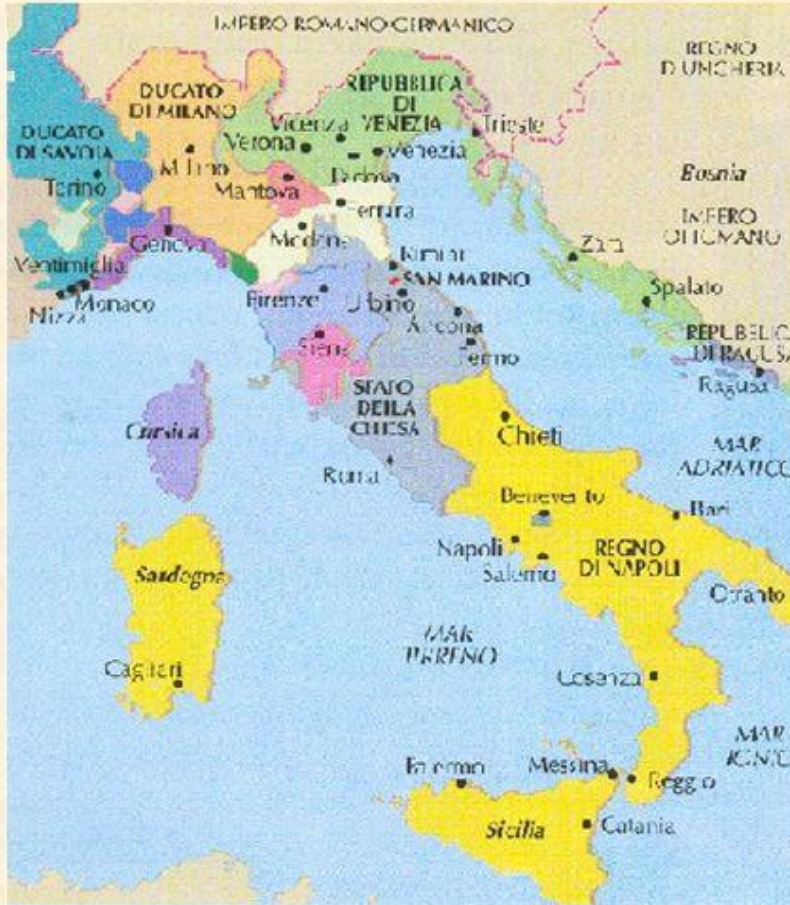 IMPERO ROMANO GERMANICO
REGNO
D'UNGHERIA
DUCATO
DI MILANO
REPUBBLICA
DI
VENEZIA
DUCATO
DI SAVOIA
Vicenza
Trieste
Verona
Venezia
Milano
Padova
Torino
Mantova
Bosnia
Ferrara
IMPERO
OTTOMANO
Genova
Modena
Zara
Rimini
Ventimiglia
SAN MARINO
Monaco
Firenze
Urbino
Spalato
Nizza
Ancona
Siena
Fermo
REPUBBLICA
DI RAGUSA
Ragusa
STATO
DELLA
CHIESA
Corsica
Chieti
MAR
ADRIATICO
Roma
Benevento
Bari
Napoli
REGNO
DI NAPOLI
Salerno
Sardegna
Otranto
MAR
TIRRENO
Cagliari
Cosenza
MAR
IONIO
Palermo
Messina
Reggio
Sicilia
Catania